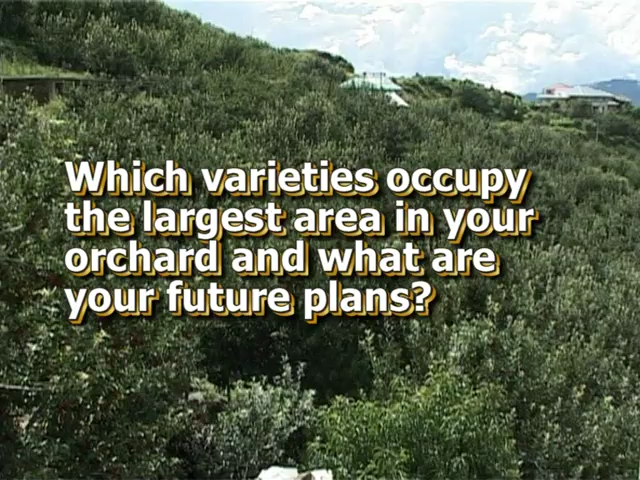 Which varieties occupy
the largest area in your
orchard and what are
your future plans?